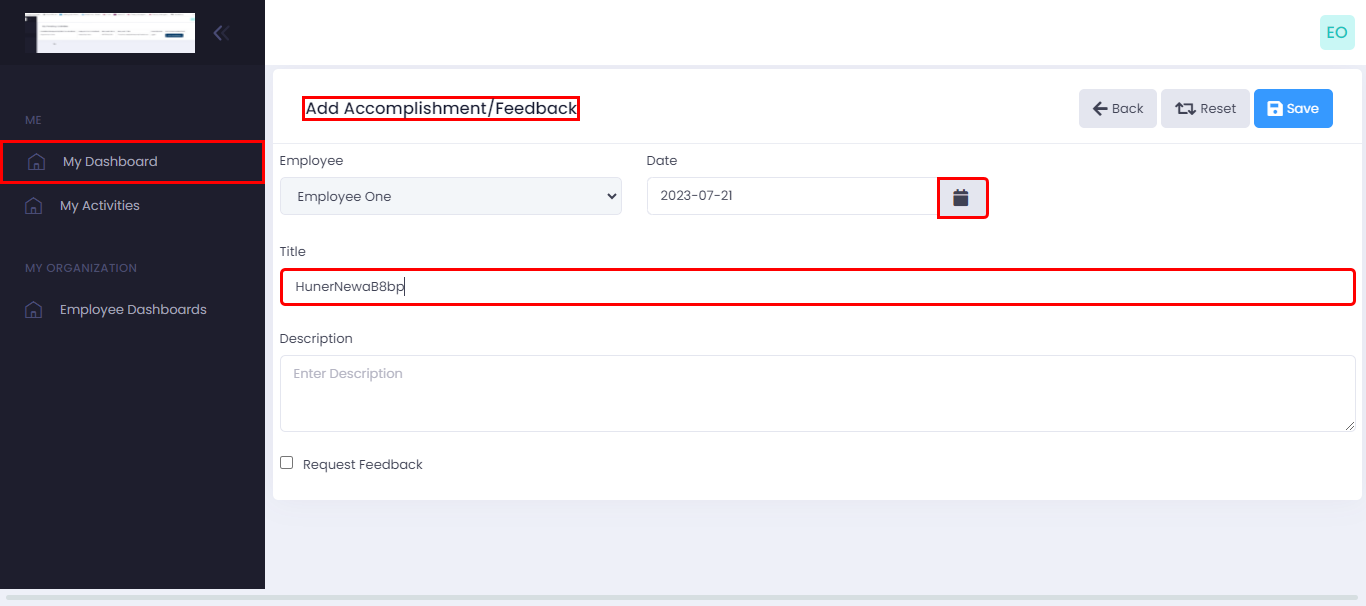 EO
ME
My Dashboard
My Activities
MY ORGANIZATION
Employee Dashboards
Add Accomplishment/Feedback
Back
Reset
Save
Employee
Date
Employee One
2023-07-21
Title
HunerNewaB8bp
Description
Enter Description
Request Feedback